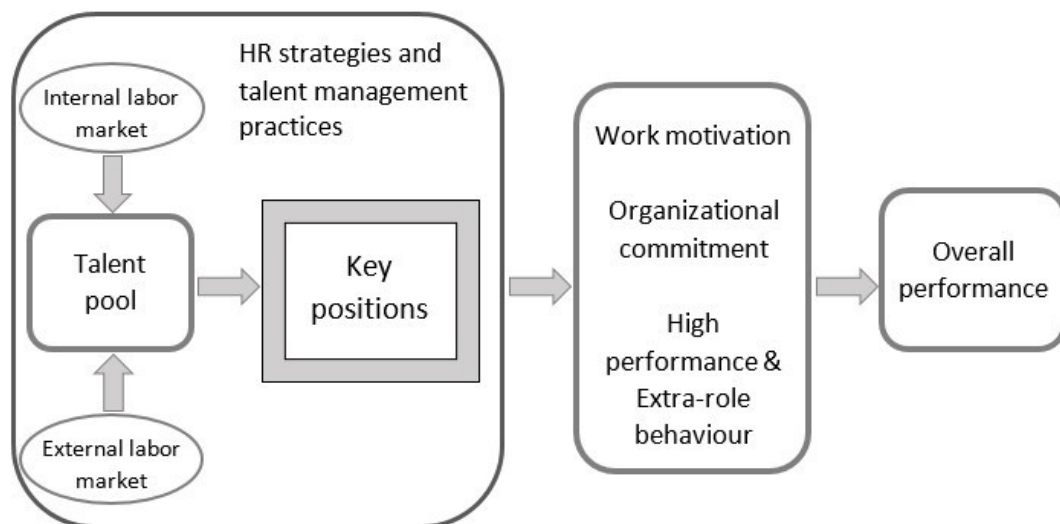 HR strategies and
talent management
practices
Internal labor
market
Talent
pool
External labor
market
Key
positions
Work motivation
Organizational
commitment
High
performance &
Extra-role
behaviour
Overall
performance